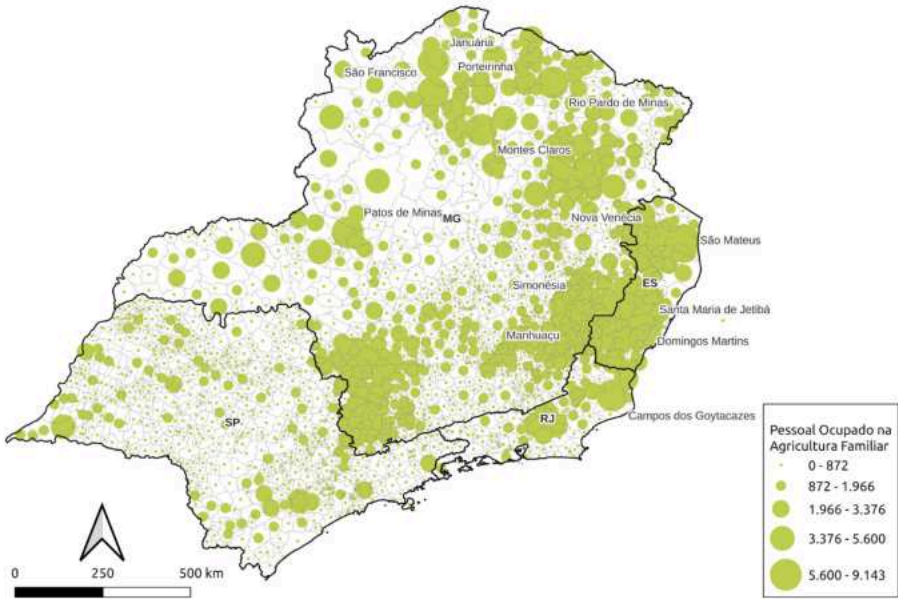 Januária
São Francisco
Porteirinha
Rio Pardo de Minas
Montes Claros
Patos de Minas
MG
Nova Venécia
São Mateus
Simonésia
ES
Santa Maria de Jetibá
Manhuaçu
Domingos Martins
SP
RJ
Campos dos Goytacazes
Pessoal Ocupado na
Agricultura Familiar
0 - 872
872 - 1.966
1.966 - 3.376
3.376 - 5.600
5.600 - 9.143
0 250 500 km